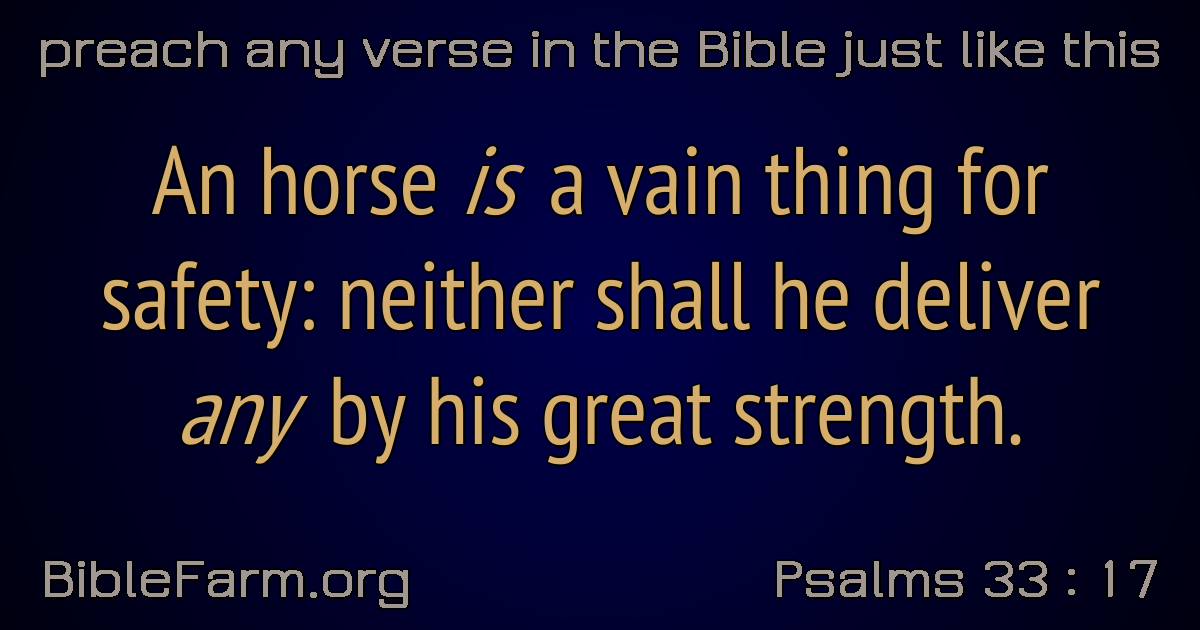 preach any verse in the Bible just like this
An horse is a vain thing for
safety: neither shall he deliver
any by his great strength.
BibleFarm.org
Psalms 33 : 17